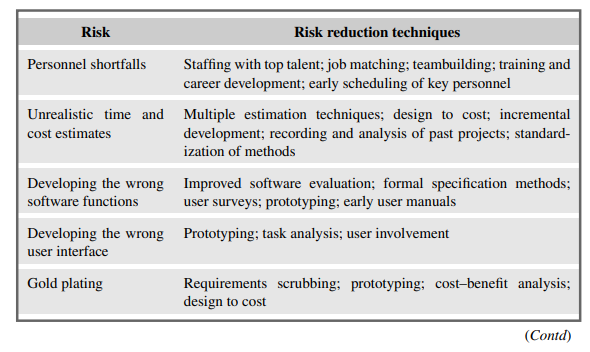 Risk Risk reduction techniques
Personnel shortfalls Staffing with top talent; job matching; teambuilding; training and
career development; early scheduling of key personnel
Unrealistic time and Multiple estimation techniques; design to cost; incremental
cost estimates development; recording and analysis of past projects; standard-
ization of methods
Developing the wrong Improved software evaluation; formal specification methods;
software functions user surveys; prototyping; early user manuals
Developing the wrong Prototyping; task analysis; user involvement
user interface
Gold plating Requirements scrubbing; prototyping; cost–benefit analysis;
design to cost
(Contd)